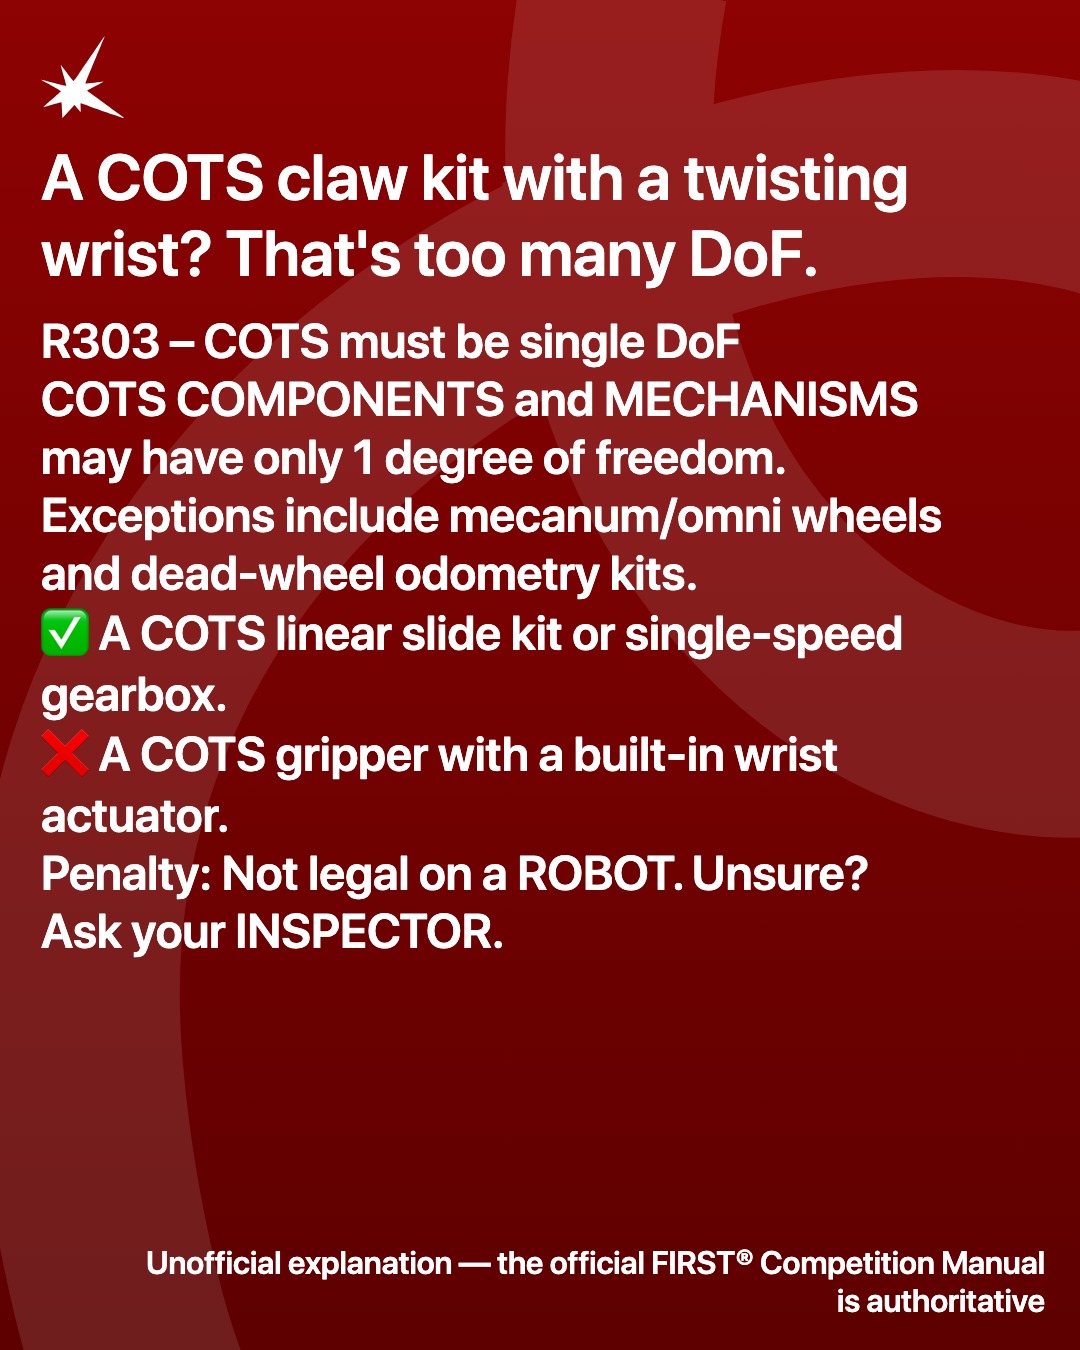 A COTS claw kit with a twisting
wrist? That's too many DoF.
R303 – COTS must be single DoF
COTS COMPONENTS and MECHANISMS
may have only 1 degree of freedom.
Exceptions include mecanum/omni wheels
and dead-wheel odometry kits.
✅ A COTS linear slide kit or single-speed
gearbox.
❌ A COTS gripper with a built-in wrist
actuator.
Penalty: Not legal on a ROBOT. Unsure?
Ask your INSPECTOR.
Unofficial explanation — the official FIRST® Competition Manual
is authoritative